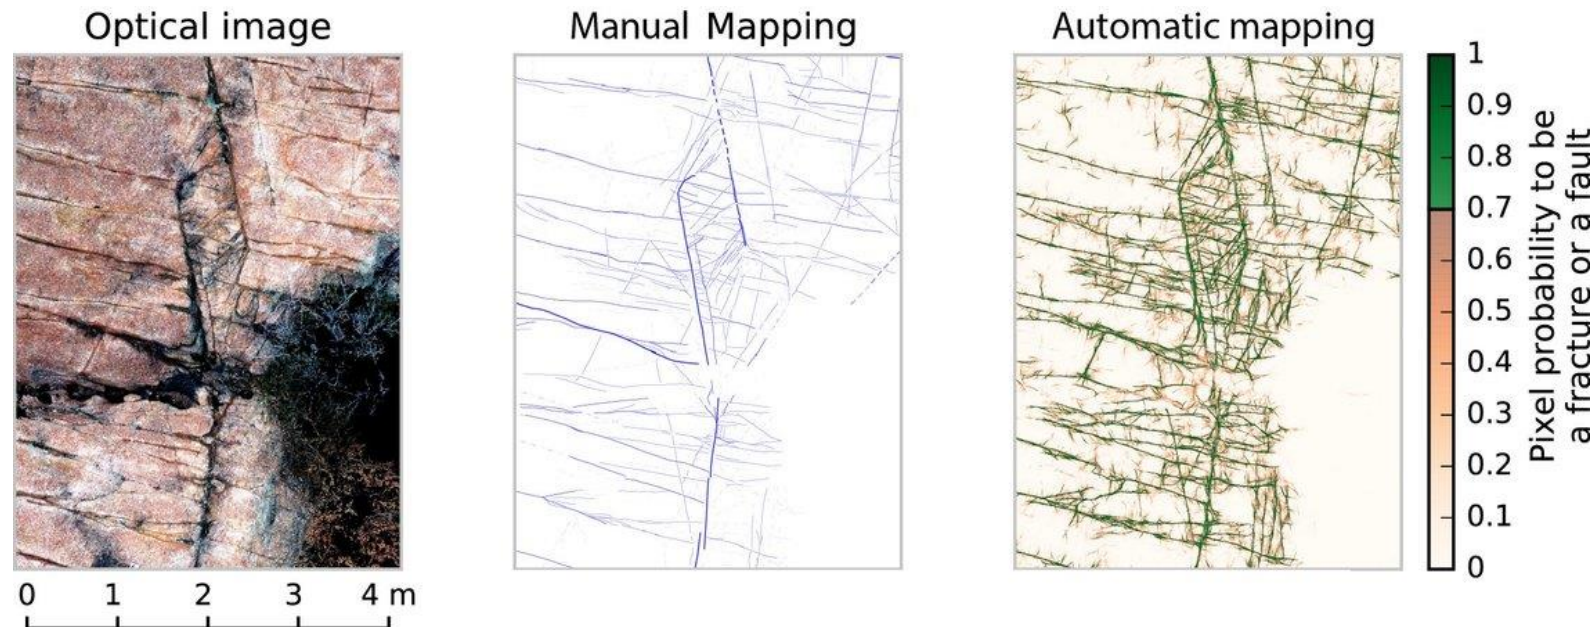 Optical image
Manual Mapping
Automatic mapping
1
0.9
0.8
0.7
0.6
0.5
0.4
0.3
0.2
0.1
0
Pixel probability to be
a fracture or a fault
0 1 2 3 4 m